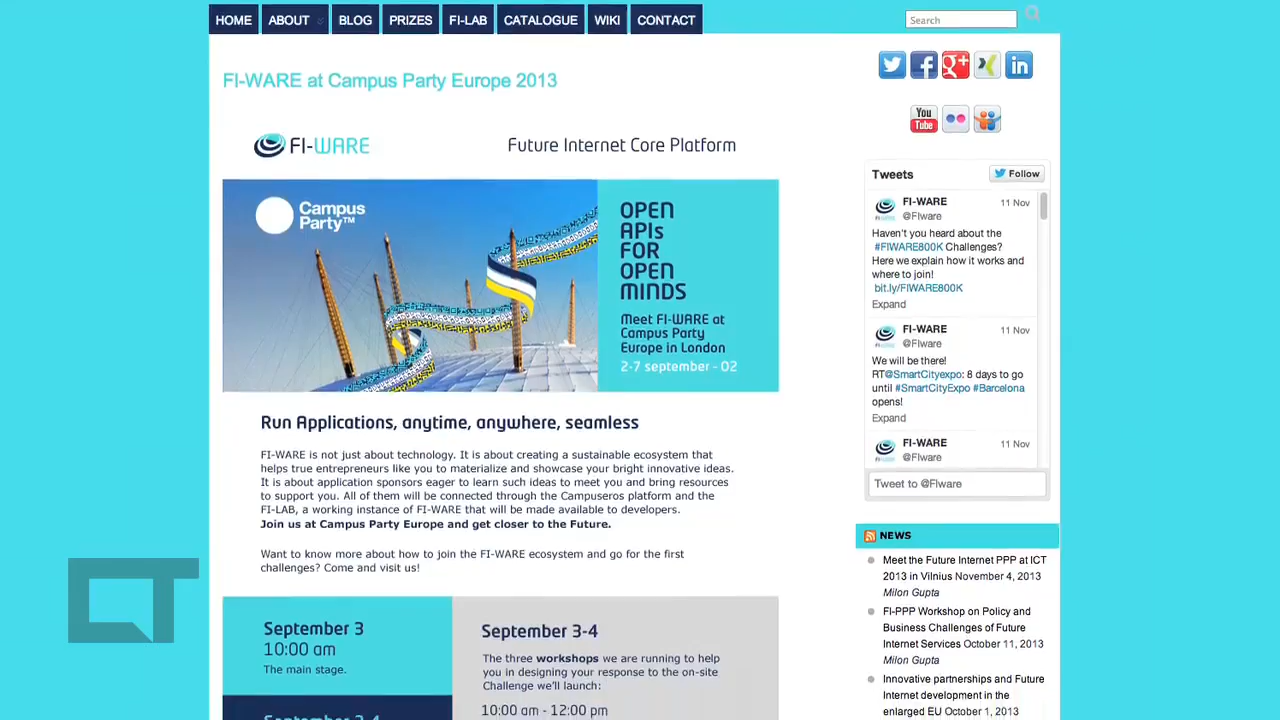 HOME ABOUT BLOG PRIZES FI-LAB CATALOGUE WIKI CONTACT
Search
FI-WARE at Campus Party Europe 2013
FI-WARE
Future Internet Core Platform
Campus
Party™
OPEN
APIs
FOR
OPEN
MINDS
Meet FI-WARE at
Campus Party
Europe in London
2-7 september - O2
Run Applications, anytime, anywhere, seamless
FI-WARE is not just about technology. It is about creating a sustainable ecosystem that
helps true entrepreneurs like you to materialize and showcase your bright innovative ideas.
It is about application sponsors eager to learn such ideas to meet you and bring resources
to support you. All of them will be connected through the Campuseros platform and the
FI-LAB, a working instance of FI-WARE that will be made available to developers.
Join us at Campus Party Europe and get closer to the Future.
Want to know more about how to join the FI-WARE ecosystem and go for the first
challenges? Come and visit us!
September 3
10:00 am
The main stage.
September 3-4
September 3-4
The three workshops we are running to help
you in designing your response to the on-site
Challenge we'll launch:
10:00 am - 12:00 pm
You
Tube
Tweets
Follow
FI-WARE 11 Nov
@FIware
Haven't you heard about the
#FIWARE800K Challenges?
Here we explain how it works and
where to join!
bit.ly/FIWARE800K
Expand
FI-WARE 11 Nov
@FIware
We will be there!
RT@SmartCityexpo: 8 days to go
until #SmartCityExpo #Barcelona
opens!
Expand
FI-WARE 11 Nov
@FIware
Tweet to @FIware
NEWS
Meet the Future Internet PPP at ICT
2013 in Vilnius November 4, 2013
Milon Gupta
FI-PPP Workshop on Policy and
Business Challenges of Future
Internet Services October 11, 2013
Milon Gupta
Innovative partnerships and Future
Internet development in the
enlarged EU October 1, 2013